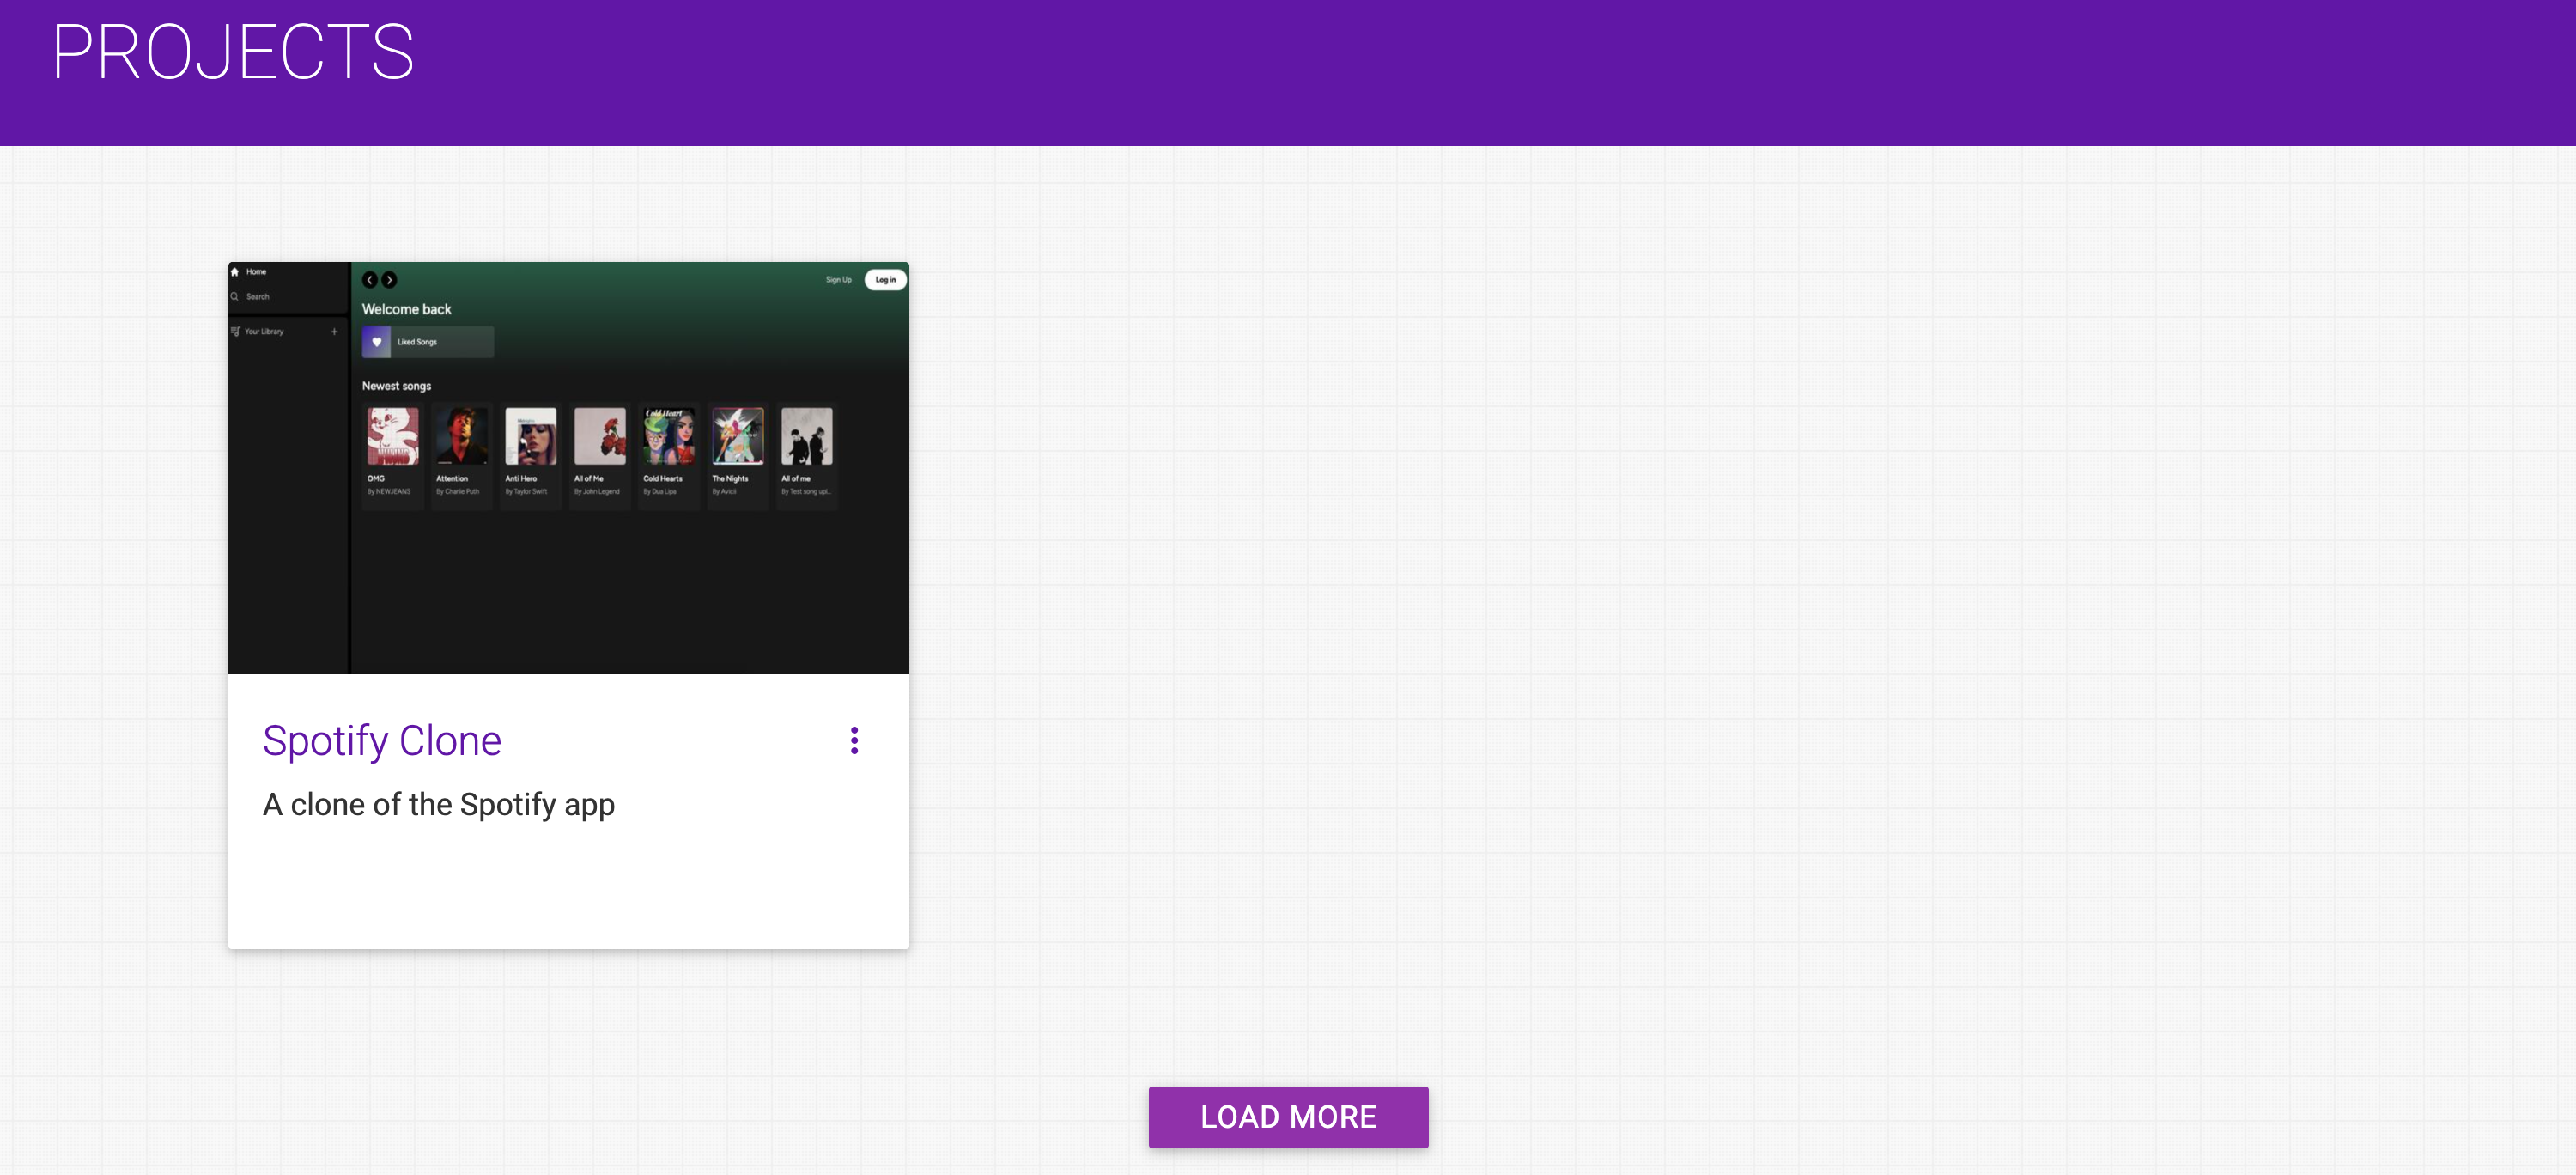 PROJECTS
Home
Search
Your Library
Sign Up
Log in
Welcome back
Liked Songs
Newest songs
OMG
By NEWJEANS
Attention
By Charlie Puth
Anti Hero
By Taylor Swift
All of Me
By John Legend
Cold Hearts
By Dua Lipa
The Nights
By Avicii
All of me
By Test song upl...
Cold Heart
Spotify Clone
A clone of the Spotify app
LOAD MORE